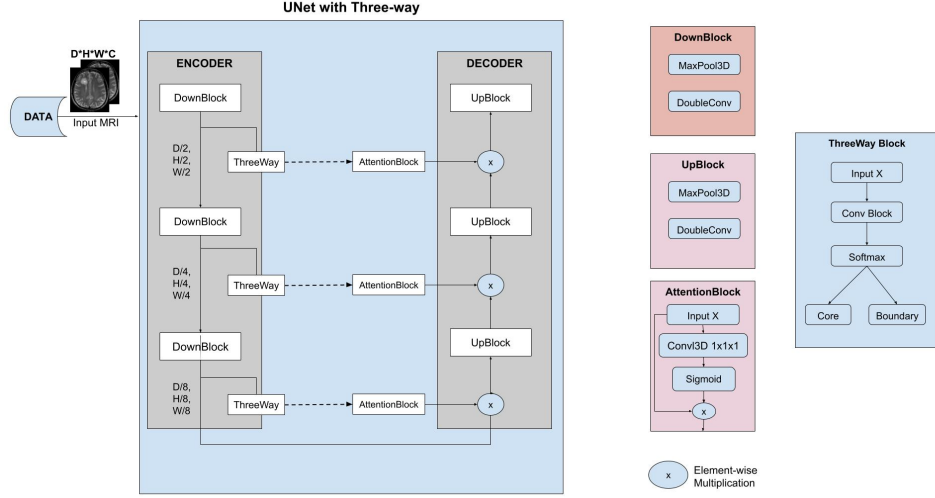 UNet with Three-way
D*H*W*C
DATA
Input MRI
ENCODER
DownBlock
D/2,
H/2,
W/2
ThreeWay
DownBlock
D/4,
H/4,
W/4
ThreeWay
DownBlock
D/8,
H/8,
W/8
ThreeWay
AttentionBlock
AttentionBlock
AttentionBlock
DECODER
UpBlock
x
UpBlock
x
UpBlock
x
DownBlock
MaxPool3D
DoubleConv
UpBlock
MaxPool3D
DoubleConv
AttentionBlock
Input X
Convl3D 1x1x1
Sigmoid
x
x
Element-wise
Multiplication
ThreeWay Block
Input X
Conv Block
Softmax
Core
Boundary